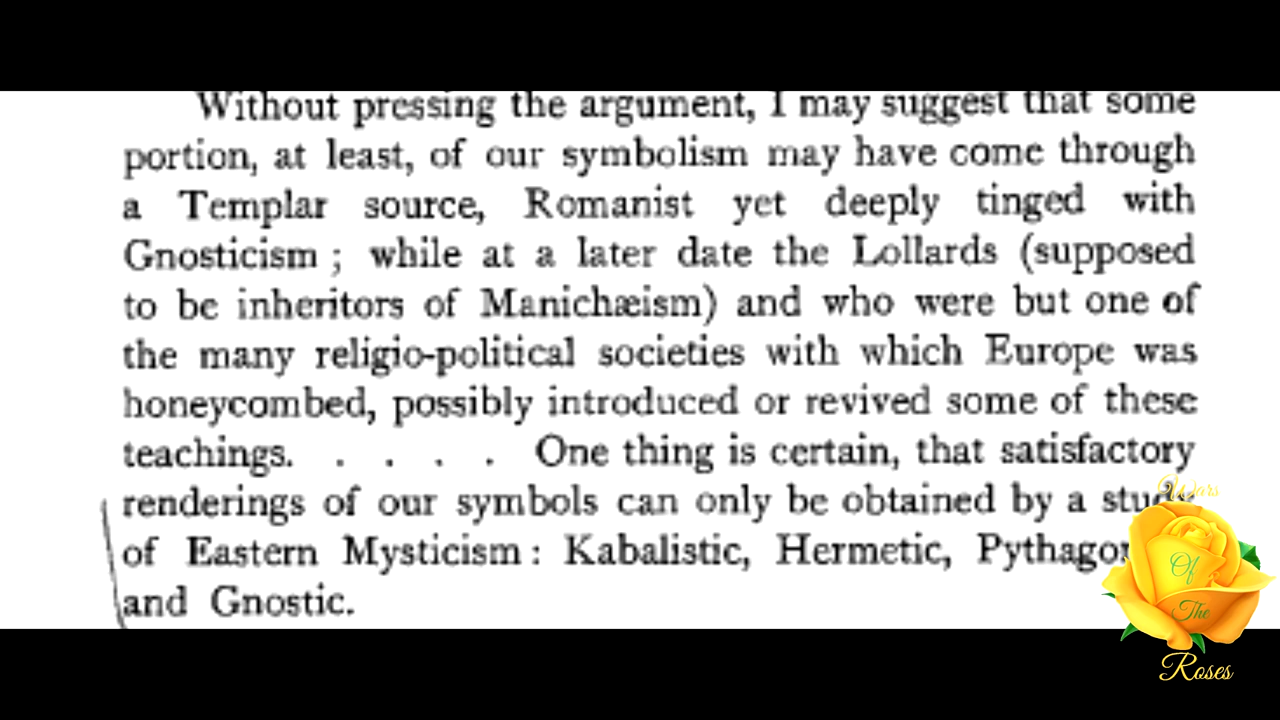 Without pressing the argument, I may suggest that some
portion, at least, of our symbolism may have come through
a Templar source, Romanist yet deeply tinged with
Gnosticism ; while at a later date the Lollards (supposed
to be inheritors of Manichæism) and who were but one of
the many religio-political societies with which Europe was
honeycombed, possibly introduced or revived some of these
teachings. . . . . One thing is certain, that satisfactory
renderings of our symbols can only be obtained by a
of Eastern Mysticism : Kabalistic, Hermetic,
and Gnostic.
Wars
Of
The
Roses